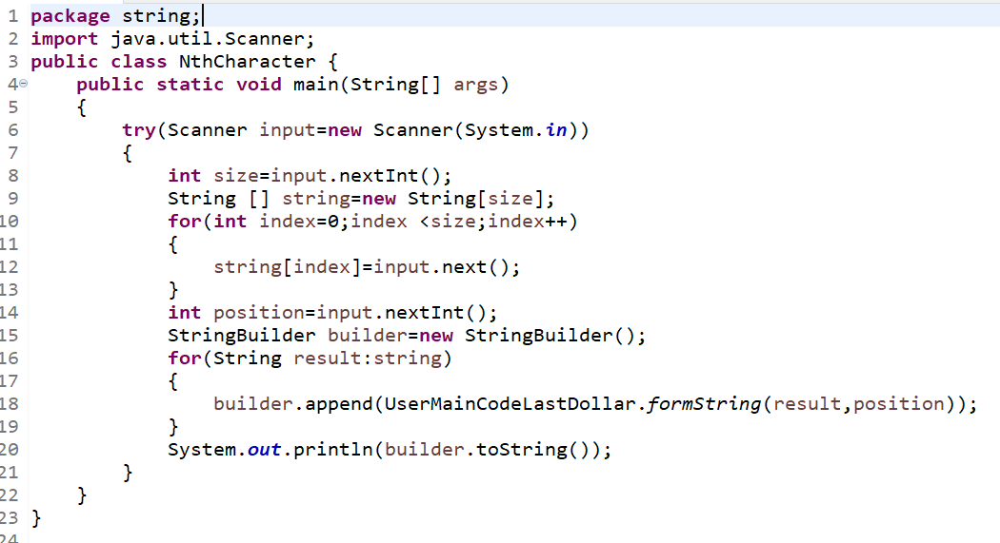 1 package string;
2 import java.util.Scanner;
3 public class NthCharacter {
4 public static void main(String[] args)
5 {
6 try(Scanner input=new Scanner(System.in))
7 {
8 int size=input.nextInt();
9 String [] string=new String[size];
10 for(int index=0;index <size;index++)
11 {
12 string[index]=input.next();
13 }
14 int position=input.nextInt();
15 StringBuilder builder=new StringBuilder();
16 for(String result:string)
17 {
18 builder.append(UserMainCodeLastDollar.formString(result,position));
19 }
20 System.out.println(builder.toString());
21 }
22 }
23 }
24